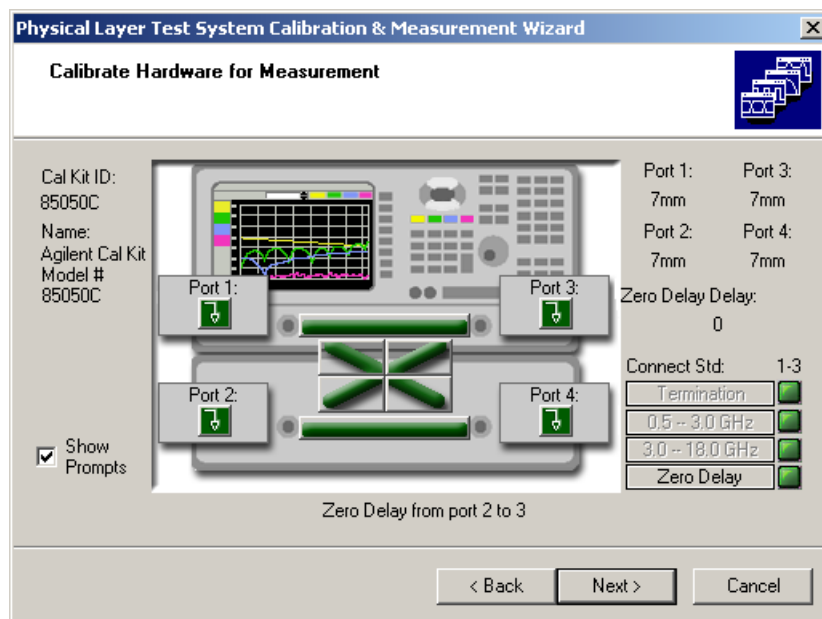 Physical Layer Test System Calibration & Measurement Wizard
Calibrate Hardware for Measurement
Cal Kit ID:
85050C
Name:
Agilent Cal Kit
Model #
85050C
Show
Prompts
Port 1:
Port 3:
Port 2:
Port 4:
Zero Delay from port 2 to 3
Port 1: Port 3:
7mm 7mm
Port 2: Port 4:
7mm 7mm
Zero Delay Delay:
0
Connect Std: 1-3
Termination
0.5 -- 3.0 GHz
3.0 -- 18.0 GHz
Zero Delay
< Back
Next >
Cancel